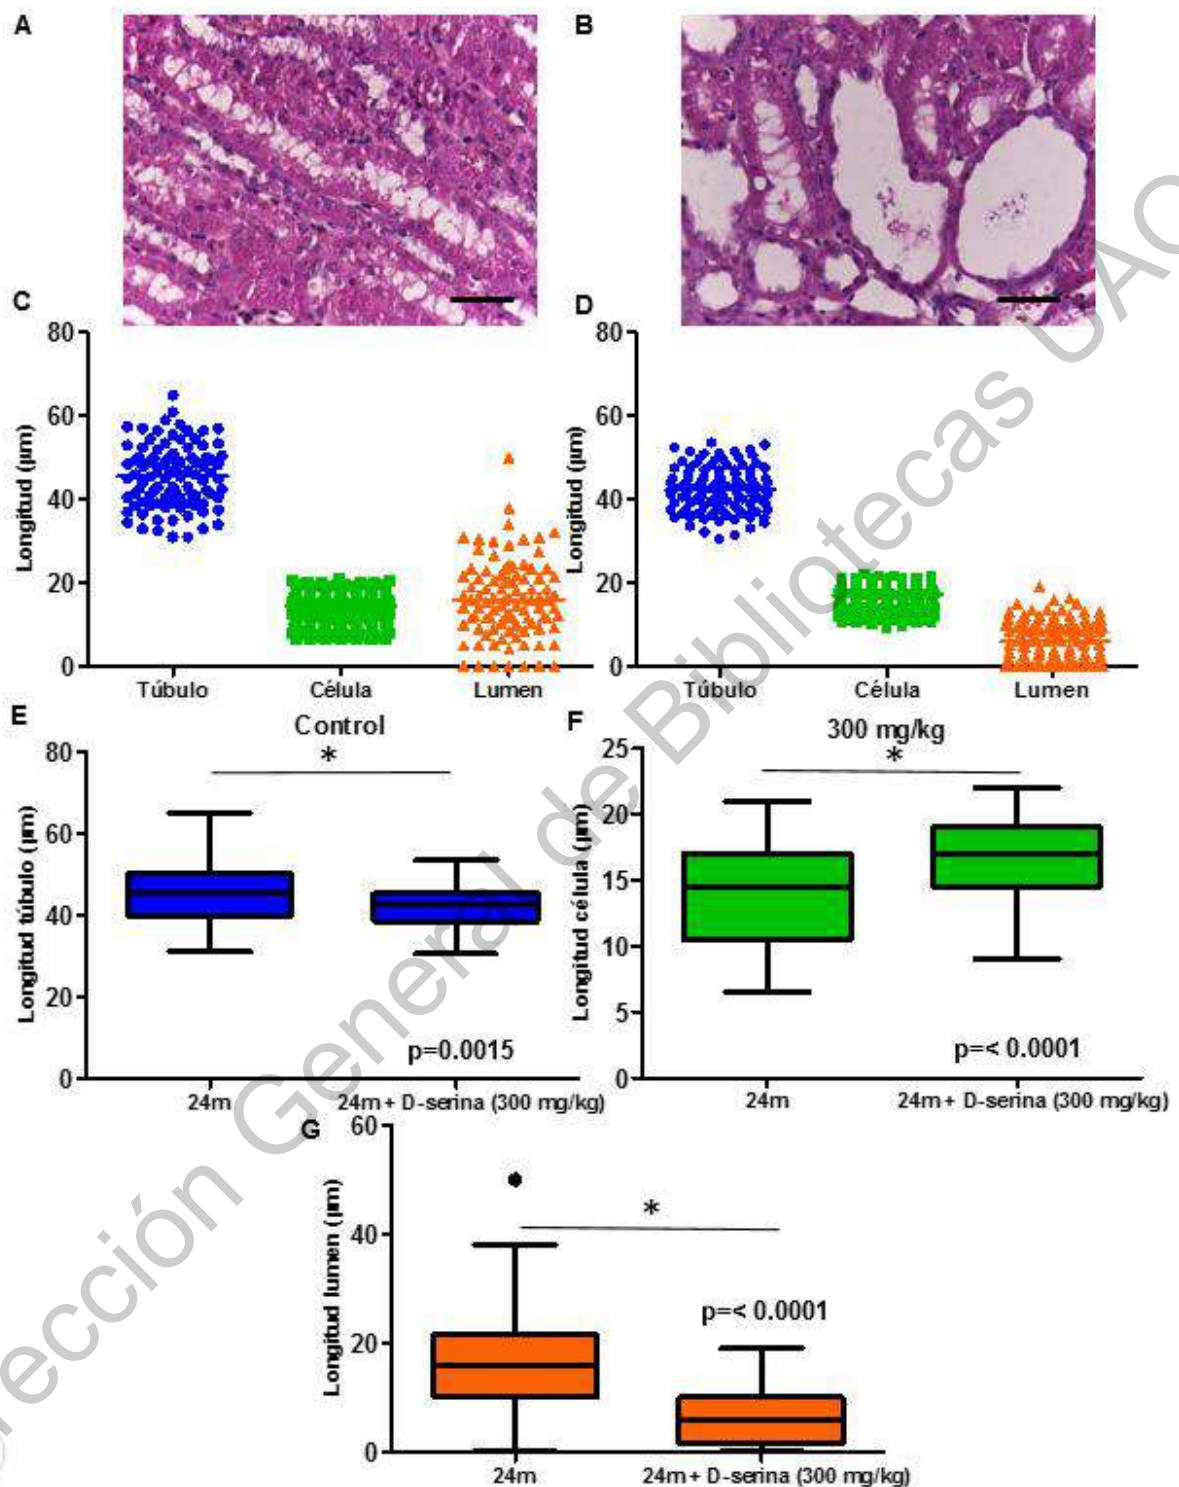 A
B
C
D
80
60
40
20
0
Longitud (µm)
Túbulo
Célula
Lumen
Control
80
60
40
20
0
Longitud (µm)
Túbulo
Célula
Lumen
300 mg/kg
E
80
60
40
20
0
Longitud túbulo (µm)
*
p=0.0015
24m
24m + D-serina (300 mg/kg)
F
25
20
15
10
5
0
Longitud célula (µm)
*
p=< 0.0001
24m
24m + D-serina (300 mg/kg)
G
60
40
20
0
Longitud lumen (µm)
*
p=< 0.0001
24m
24m + D-serina (300 mg/kg)
General de Bibliotecas